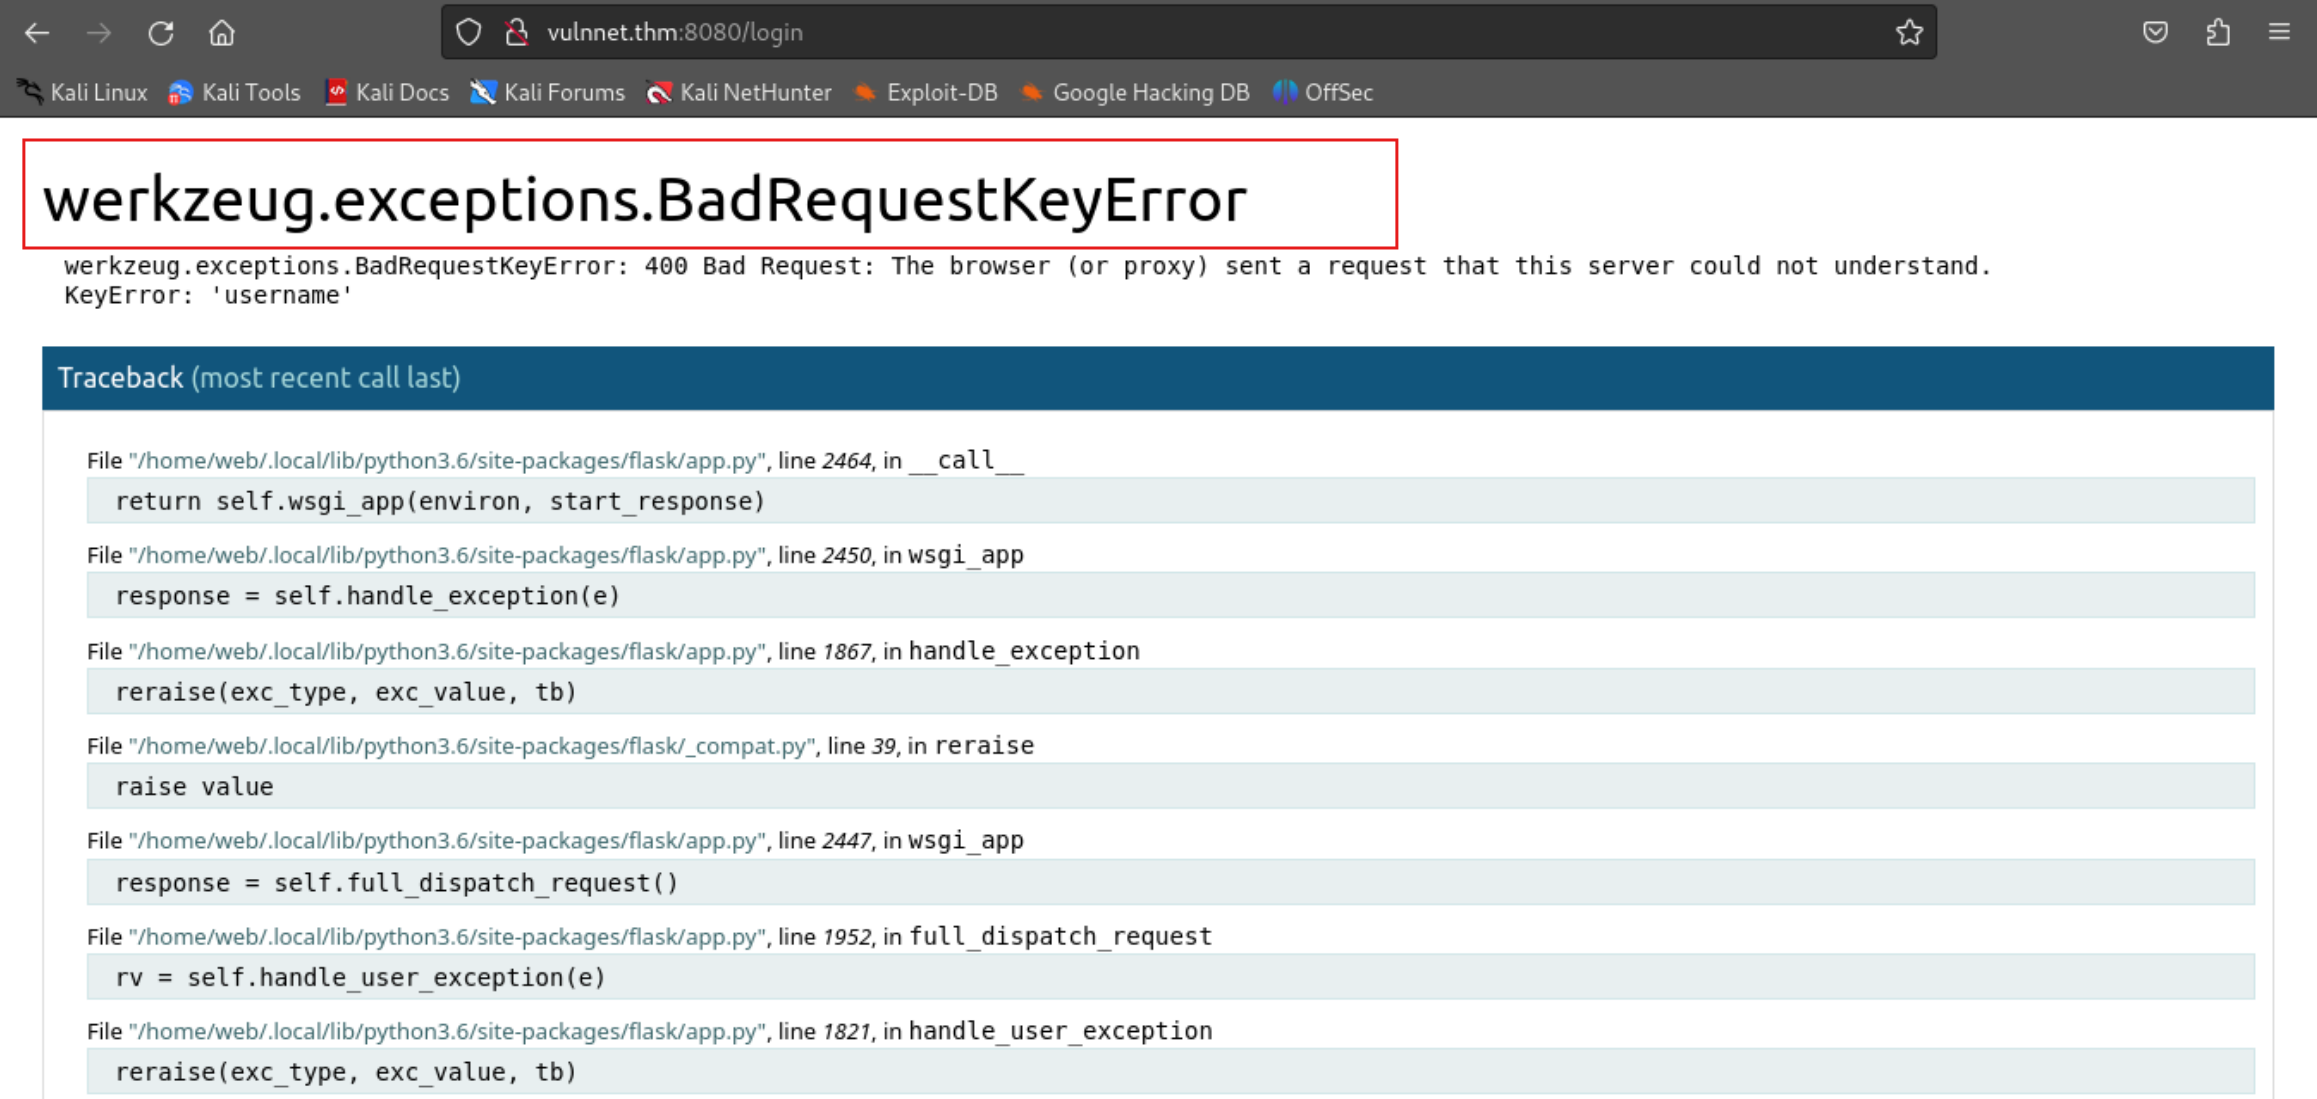 vulnnet.thm:8080/login
Kali Linux Kali Tools Kali Docs Kali Forums Kali NetHunter Exploit-DB Google Hacking DB OffSec
werkzeug.exceptions.BadRequestKeyError
werkzeug.exceptions.BadRequestKeyError: 400 Bad Request: The browser (or proxy) sent a request that this server could not understand.
KeyError: 'username'
Traceback (most recent call last)
File "/home/web/.local/lib/python3.6/site-packages/flask/app.py", line 2464, in __call__
return self.wsgi_app(environ, start_response)
File "/home/web/.local/lib/python3.6/site-packages/flask/app.py", line 2450, in wsgi_app
response = self.handle_exception(e)
File "/home/web/.local/lib/python3.6/site-packages/flask/app.py", line 1867, in handle_exception
reraise(exc_type, exc_value, tb)
File "/home/web/.local/lib/python3.6/site-packages/flask/_compat.py", line 39, in reraise
raise value
File "/home/web/.local/lib/python3.6/site-packages/flask/app.py", line 2447, in wsgi_app
response = self.full_dispatch_request()
File "/home/web/.local/lib/python3.6/site-packages/flask/app.py", line 1952, in full_dispatch_request
rv = self.handle_user_exception(e)
File "/home/web/.local/lib/python3.6/site-packages/flask/app.py", line 1821, in handle_user_exception
reraise(exc_type, exc_value, tb)